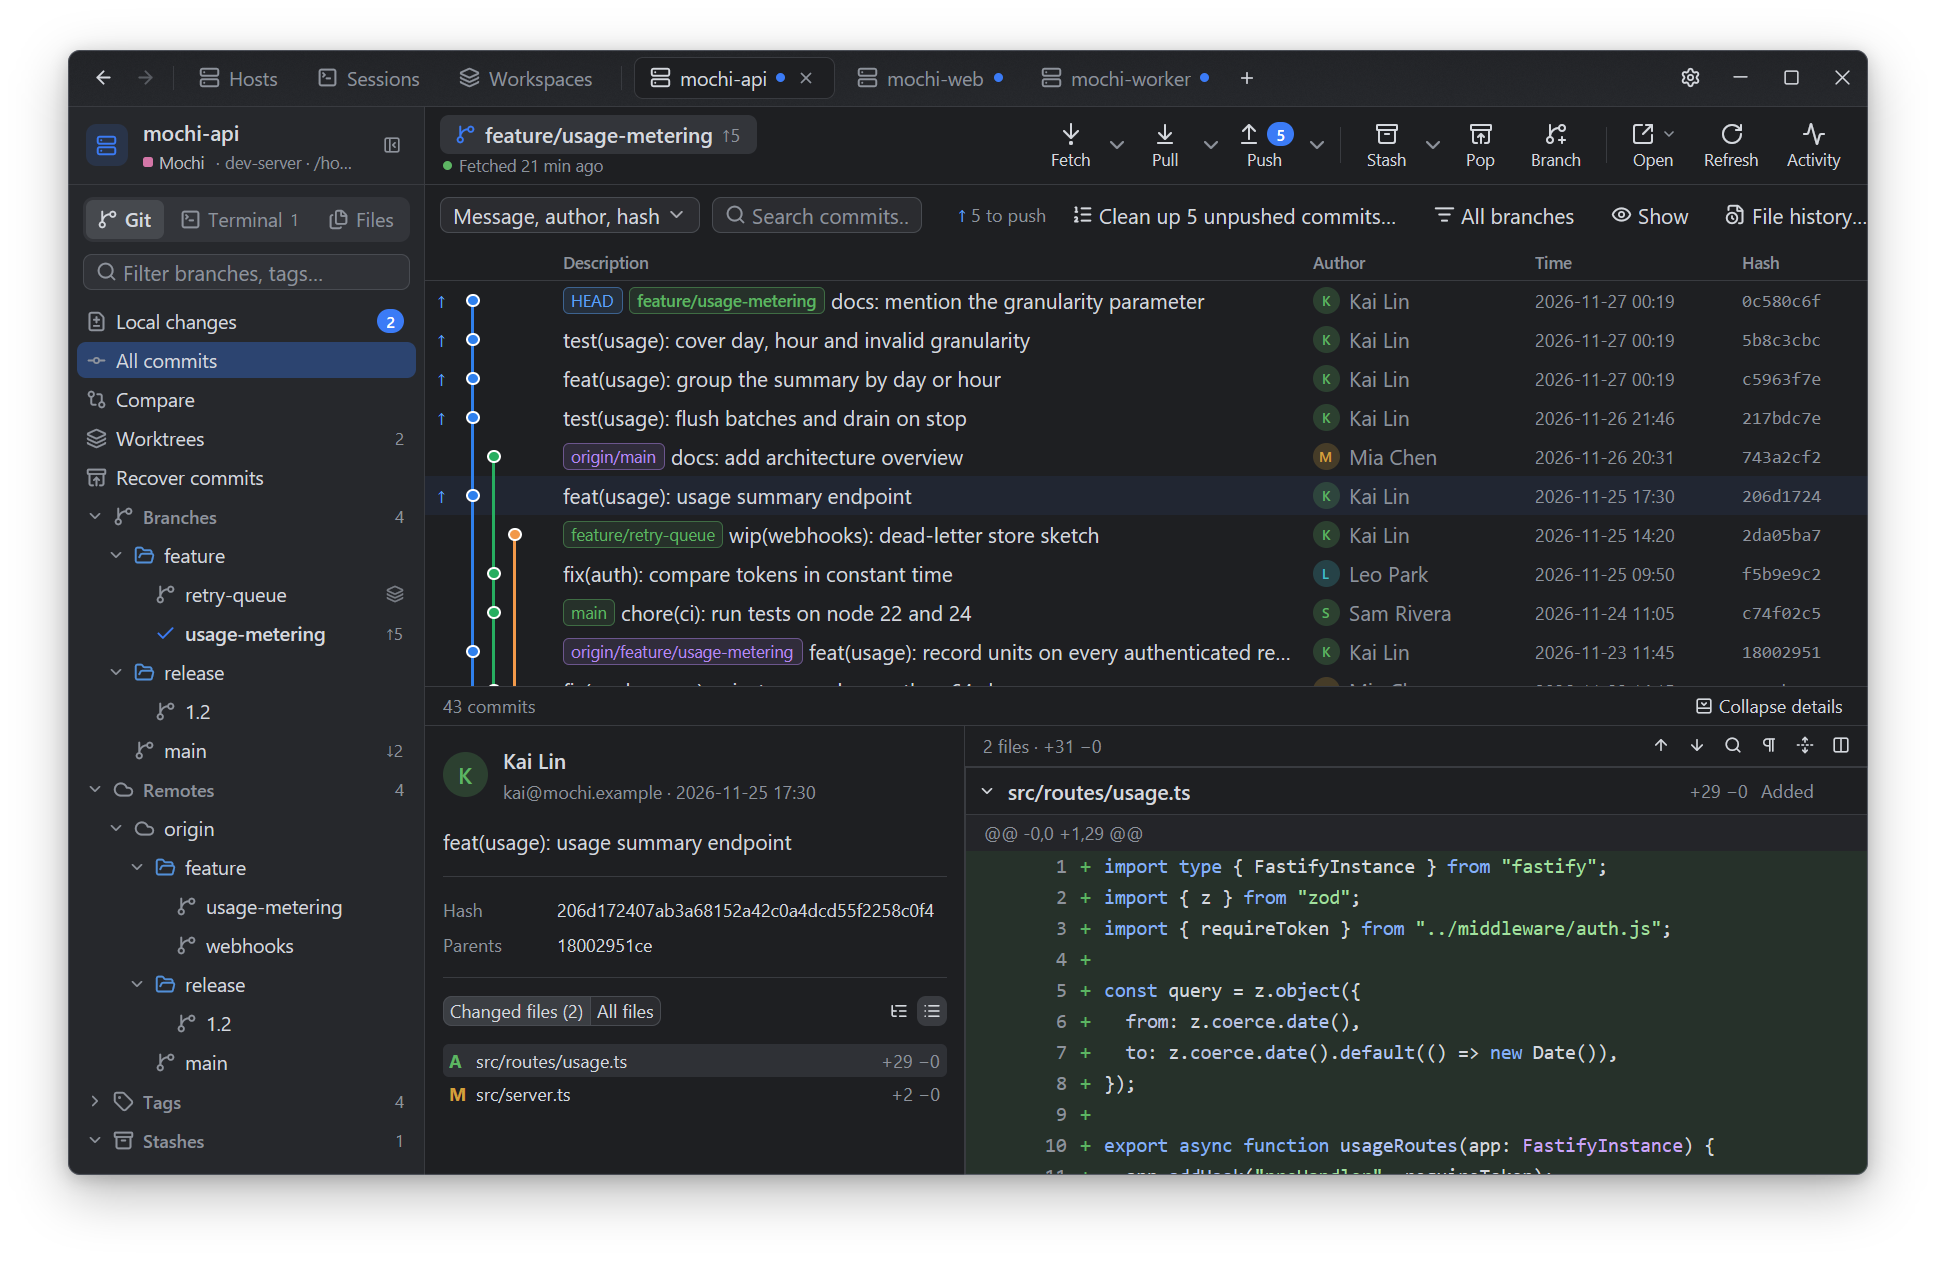 Hosts
Sessions
Workspaces
mochi-api
mochi-web
mochi-worker
mochi-api
Mochi · dev-server · /ho...
Git
Terminal 1
Files
Filter branches, tags...
Local changes 2
All commits
Compare
Worktrees 2
Recover commits
Branches 4
feature
retry-queue
usage-metering ↑5
release
1.2
main ↓2
Remotes 4
origin
feature
usage-metering
webhooks
release
1.2
main
Tags 4
Stashes 1
feature/usage-metering ↑5
Fetched 21 min ago
Fetch
Pull
Push 5
Stash
Pop
Branch
Open
Refresh
Activity
Message, author, hash
Search commits..
↑ 5 to push
Clean up 5 unpushed commits...
All branches
Show
File history...
Description Author Time Hash
↑ HEAD feature/usage-metering docs: mention the granularity parameter K Kai Lin 2026-11-27 00:19 0c580c6f
↑ test(usage): cover day, hour and invalid granularity K Kai Lin 2026-11-27 00:19 5b8c3cbc
↑ feat(usage): group the summary by day or hour K Kai Lin 2026-11-27 00:19 c5963f7e
↑ test(usage): flush batches and drain on stop K Kai Lin 2026-11-26 21:46 217bdc7e
origin/main docs: add architecture overview M Mia Chen 2026-11-26 20:31 743a2cf2
↑ feat(usage): usage summary endpoint K Kai Lin 2026-11-25 17:30 206d1724
feature/retry-queue wip(webhooks): dead-letter store sketch K Kai Lin 2026-11-25 14:20 2da05ba7
fix(auth): compare tokens in constant time L Leo Park 2026-11-25 09:50 f5b9e9c2
main chore(ci): run tests on node 22 and 24 S Sam Rivera 2026-11-24 11:05 c74f02c5
origin/feature/usage-metering feat(usage): record units on every authenticated re... K Kai Lin 2026-11-23 11:45 18002951
43 commits
Collapse details
K
Kai Lin
kai@mochi.example · 2026-11-25 17:30
feat(usage): usage summary endpoint
Hash 206d172407ab3a68152a42c0a4dcd55f2258c0f4
Parents 18002951ce
Changed files (2) All files
A src/routes/usage.ts +29 −0
M src/server.ts +2 −0
2 files · +31 −0
src/routes/usage.ts +29 −0 Added
@@ -0,0 +1,29 @@
1 + import type { FastifyInstance } from "fastify";
2 + import { z } from "zod";
3 + import { requireToken } from "../middleware/auth.js";
4 +
5 + const query = z.object({
6 + from: z.coerce.date(),
7 + to: z.coerce.date().default(() => new Date()),
8 + });
9 +
10 + export async function usageRoutes(app: FastifyInstance) {